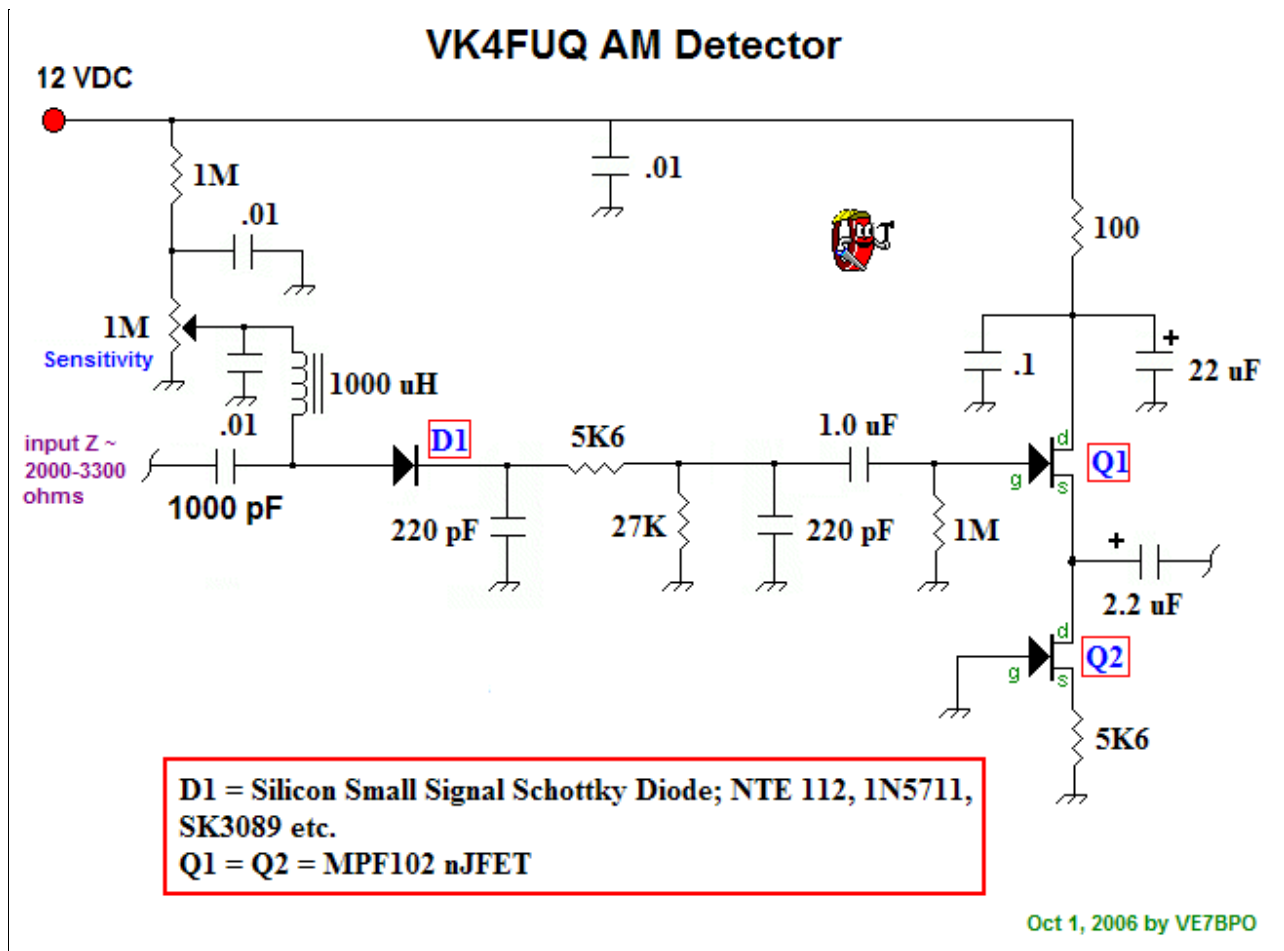 VK4FUQ AM Detector
12 VDC
1M
.01
.01
100
1M
Sensitivity
1000 uH
.1
+
22 uF
input Z ~
2000-3300
ohms
.01
1000 pF
D1
5K6
1.0 uF
d
g
s
Q1
220 pF
27K
220 pF
1M
+
2.2 uF
d
g
s
Q2
5K6
D1 = Silicon Small Signal Schottky Diode; NTE 112, 1N5711,
SK3089 etc.
Q1 = Q2 = MPF102 nJFET
Oct 1, 2006 by VE7BPO